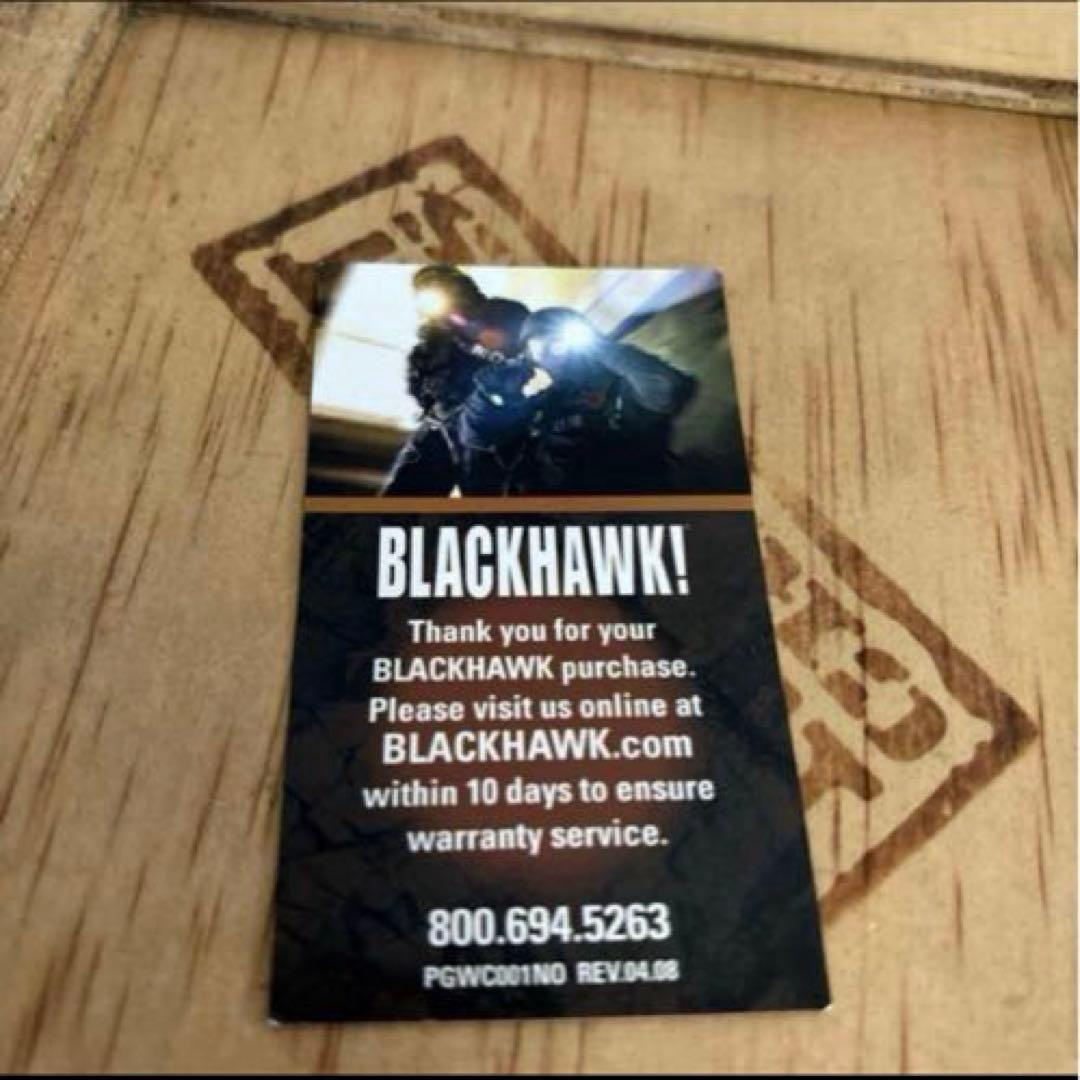 BLACKHAWK!
Thank you for your
BLACKHAWK purchase.
Please visit us online at
BLACKHAWK.com
within 10 days to ensure
warranty service.
800.694.5263
PGWC001NO REV.04.08